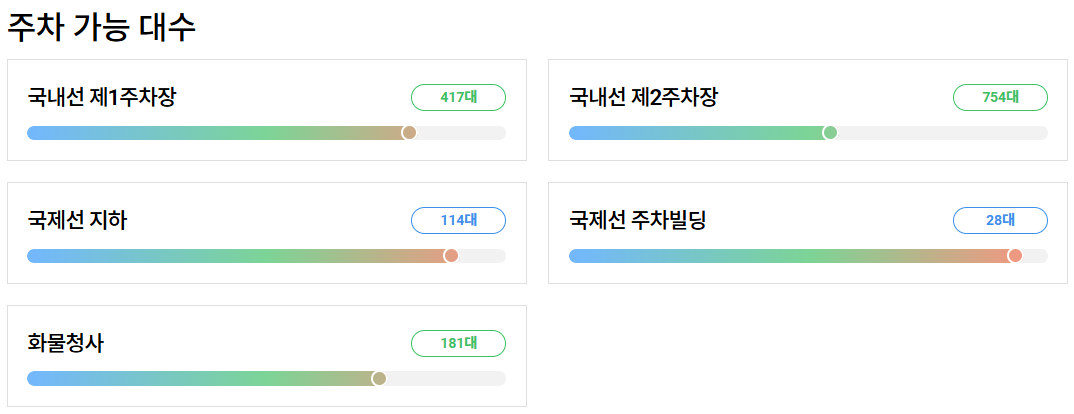 주차 가능 대수
국내선 제1주차장
417대
국내선 제2주차장
754대
국제선 지하
114대
국제선 주차빌딩
28대
화물청사
181대